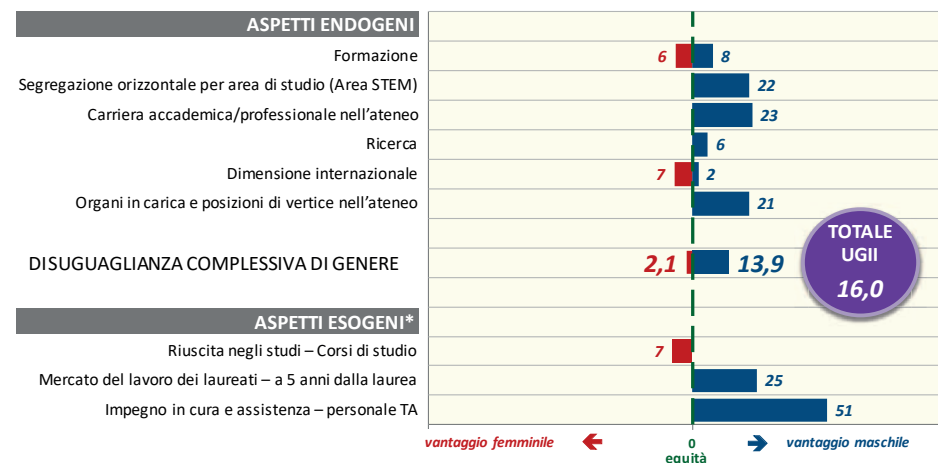 ASPETTI ENDOGENI
Formazione 6 8
Segregazione orizzontale per area di studio (Area STEM) 22
Carriera accademica/professionale nell'ateneo 23
Ricerca 6
Dimensione internazionale 7 2
Organi in carica e posizioni di vertice nell'ateneo 21
DISUGUAGLIANZA COMPLESSIVA DI GENERE 2,1 13,9
TOTALE
UGII
16,0
ASPETTI ESOGENI*
Riuscita negli studi – Corsi di studio 7
Mercato del lavoro dei laureati – a 5 anni dalla laurea 25
Impegno in cura e assistenza – personale TA 51
vantaggio femminile 0 vantaggio maschile
equità